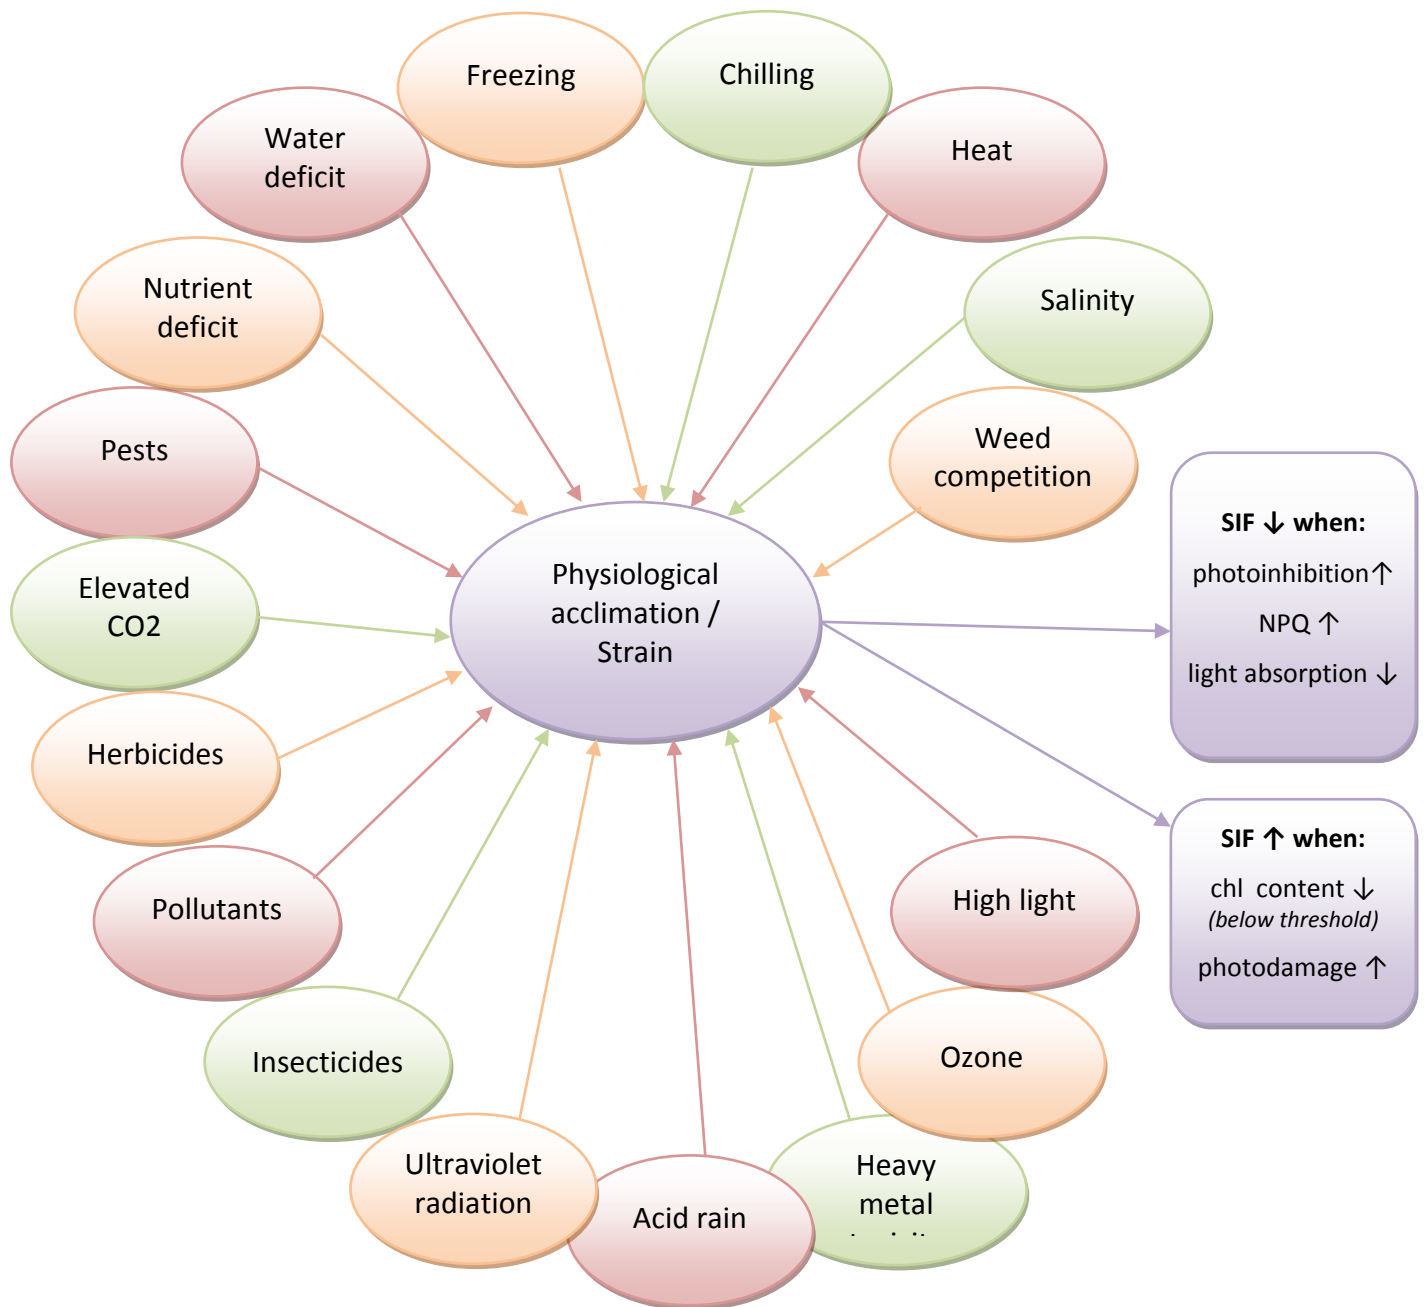 Freezing
Chilling
Water
deficit
Heat
Nutrient
deficit
Salinity
Pests
Weed
competition
Elevated
CO2
Physiological
acclimation /
Strain
SIF ↓ when:
photoinhibition↑
NPQ ↑
light absorption ↓
Herbicides
SIF ↑ when:
chl content ↓
(below threshold)
photodamage ↑
Pollutants
High light
Insecticides
Ozone
Ultraviolet
radiation
Acid rain
Heavy
metal